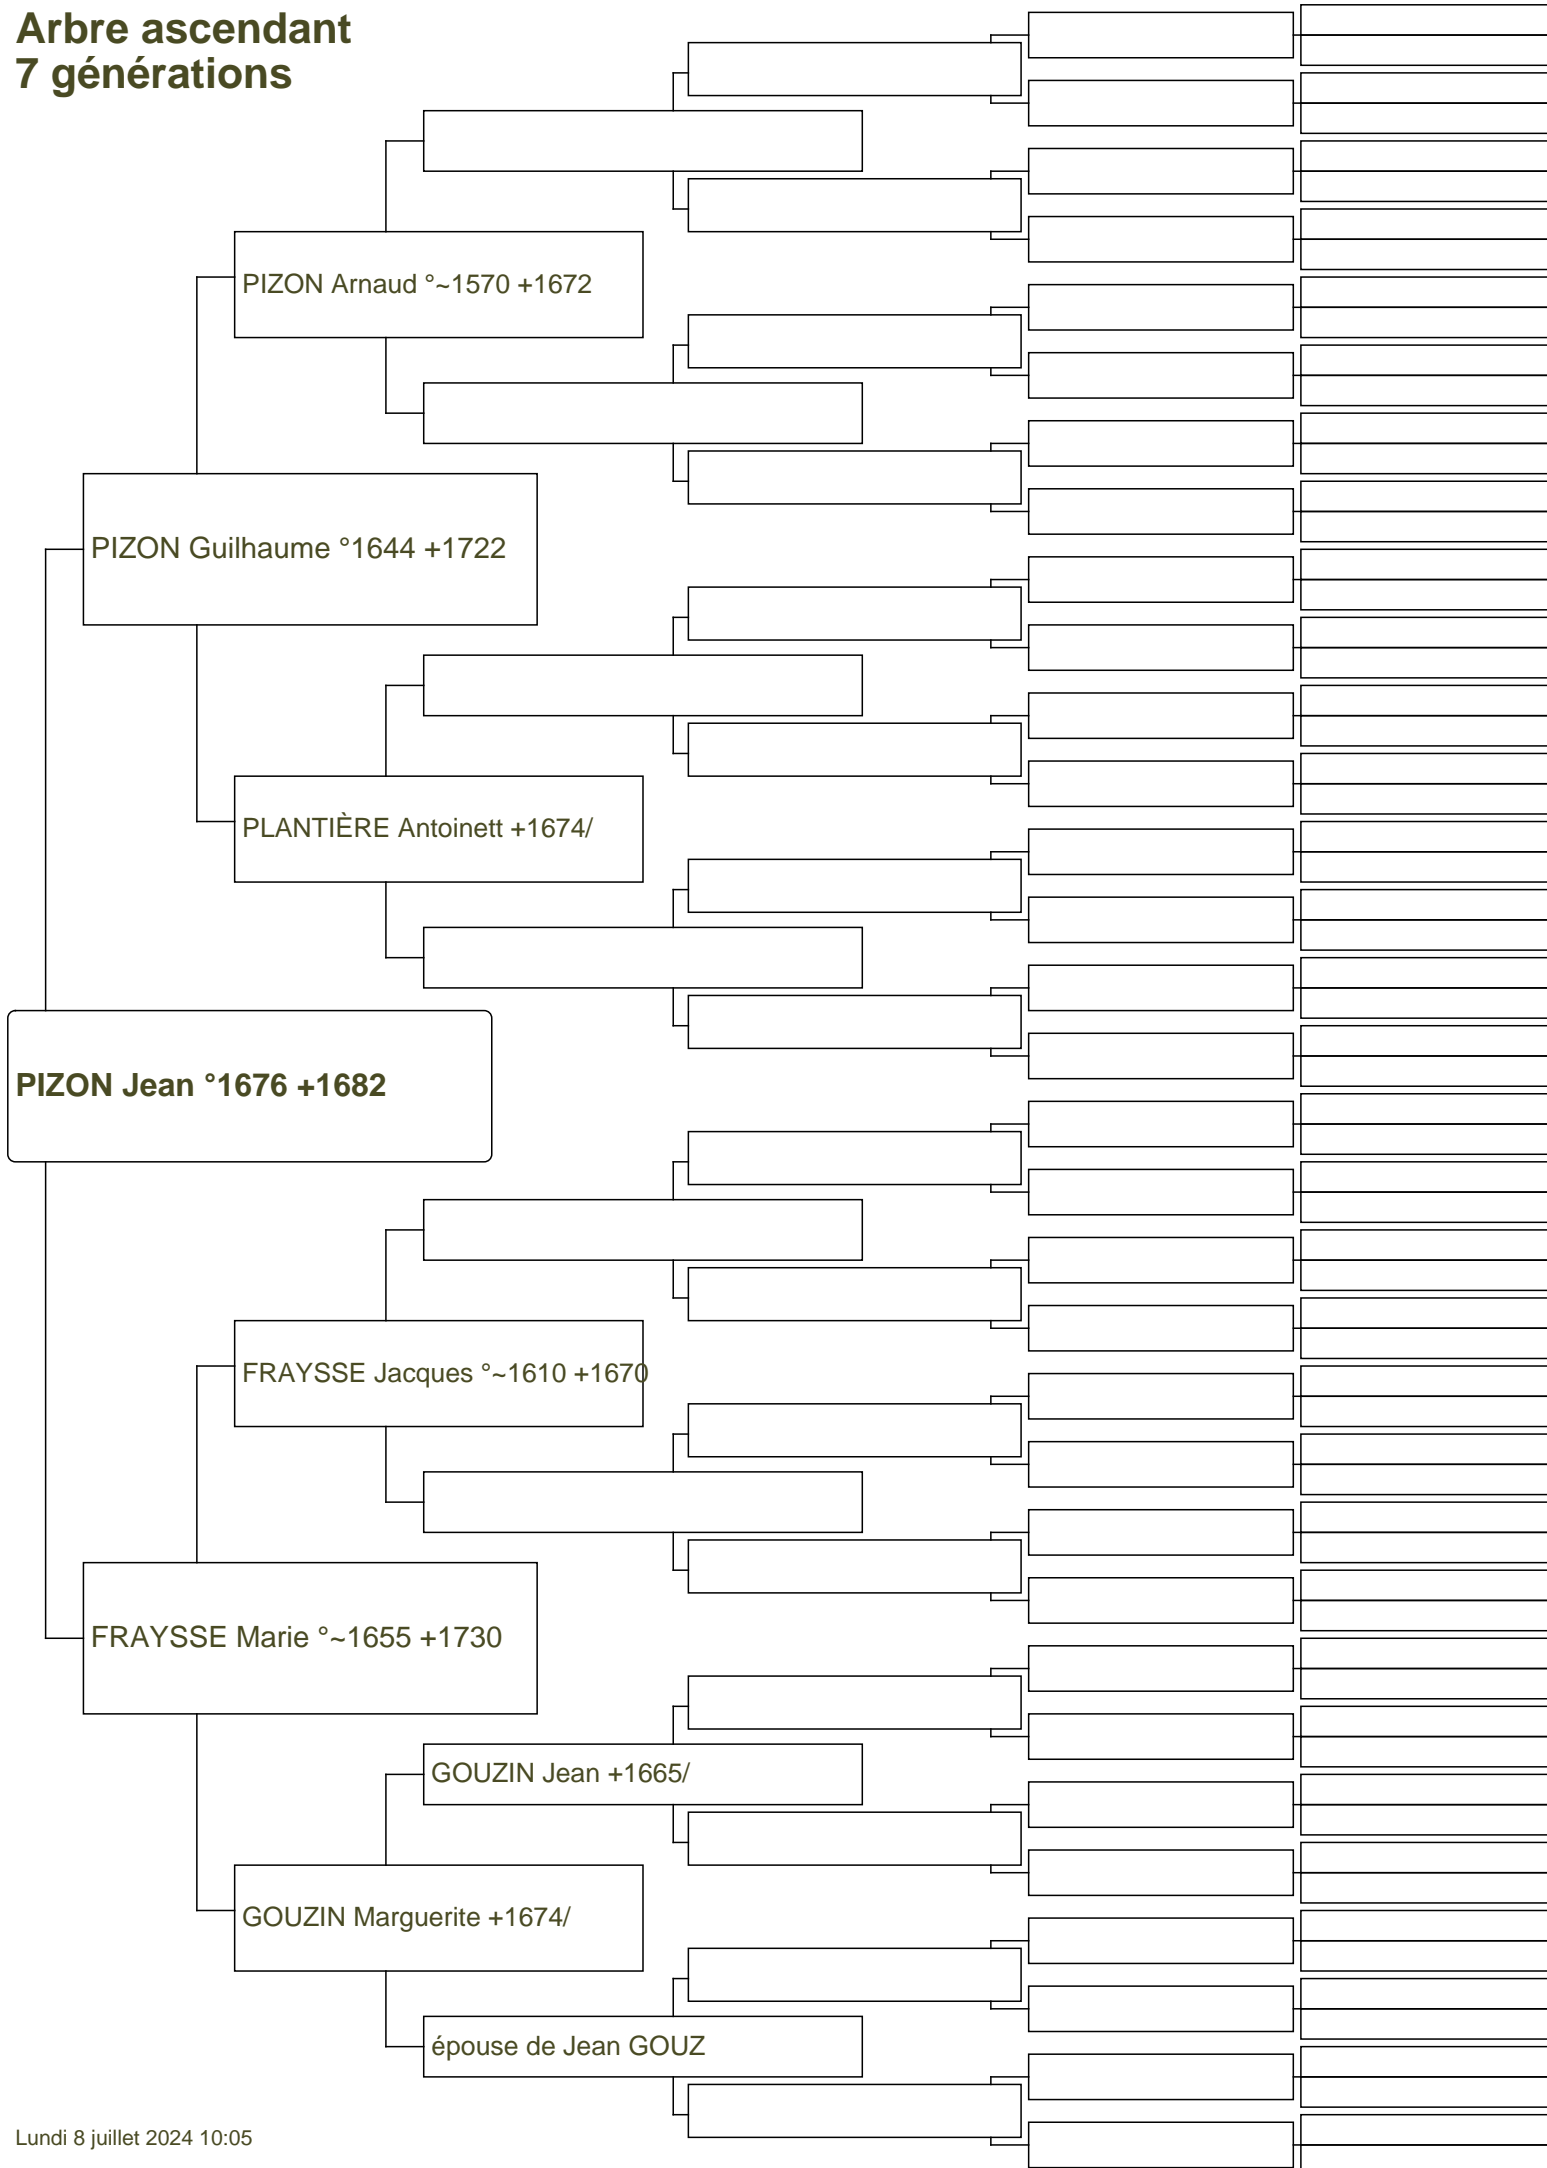 Arbre ascendant
7 générations
PIZON Arnaud °~1570 +1672
PIZON Guilhaume °1644 +1722
PLANTIÈRE Antoinett +1674/
PIZON Jean °1676 +1682
FRAYSSE Jacques °~1610 +1670
FRAYSSE Marie °~1655 +1730
GOUZIN Jean +1665/
GOUZIN Marguerite +1674/
épouse de Jean GOUZ
Lundi 8 juillet 2024 10:05